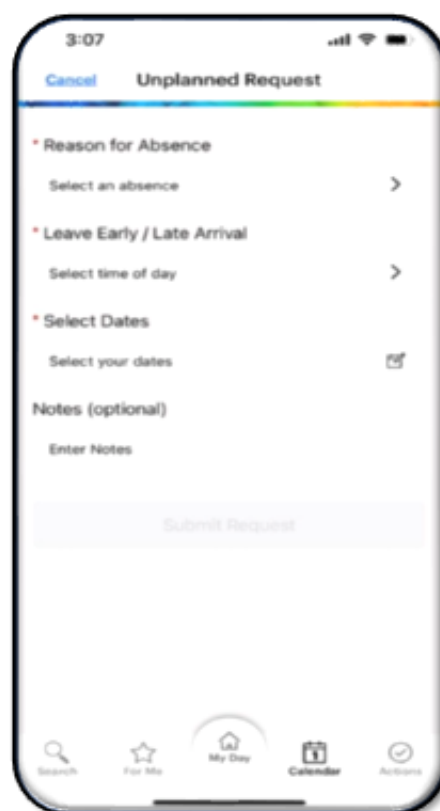 3:07
Cancel Unplanned Request
* Reason for Absence
Select an absence
* Leave Early / Late Arrival
Select time of day
* Select Dates
Select your dates
Notes (optional)
Enter Notes
Submit Request
Search For Me My Day Calendar Actions